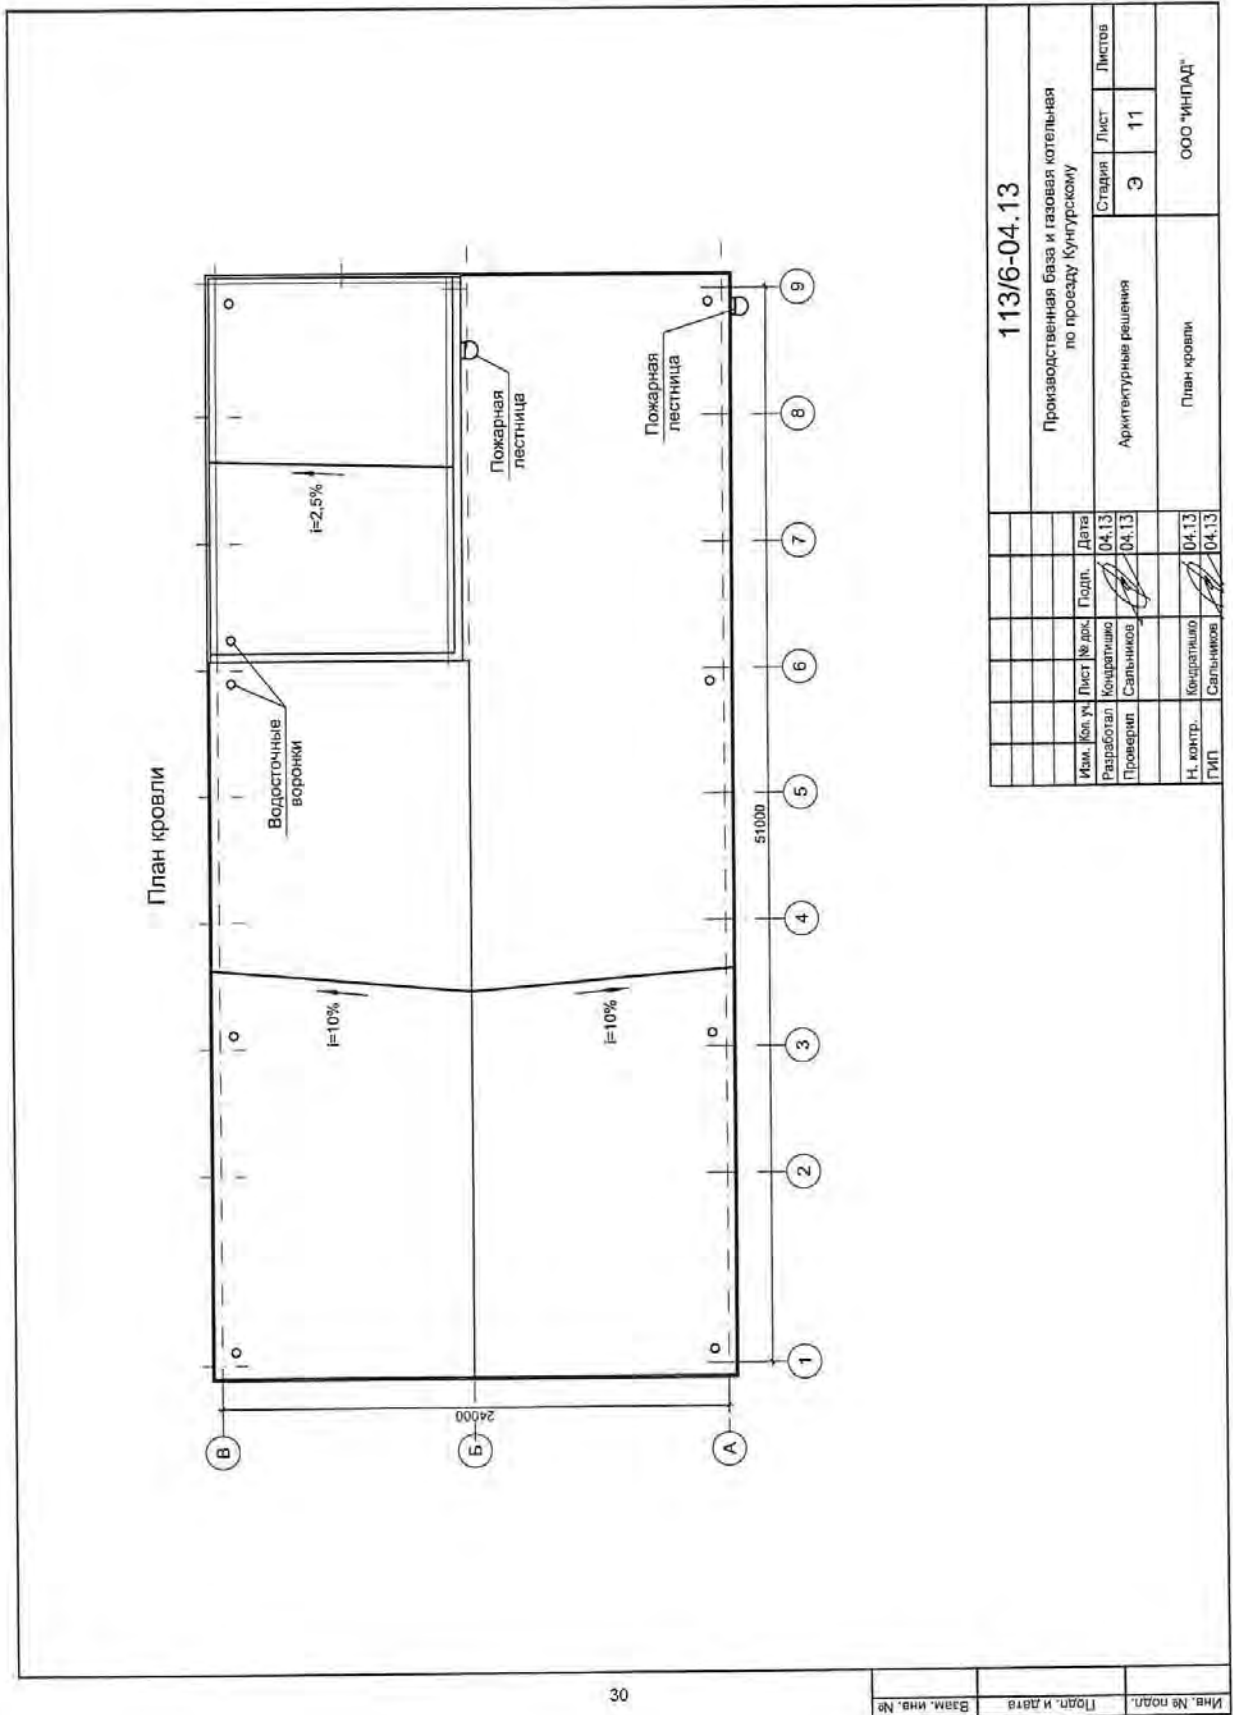 План кровли
Водосточные
воронки
i=2,5%
Пожарная
лестница
Пожарная
лестница
i=10%
i=10%
В
Б
А
24000
51000
1
2
3
4
5
6
7
8
9
113/6-04.13
Производственная база и газовая котельная
по проезду Кунгурскому
Изм. Кол. уч. Лист № док. Подп. Дата
Разработал Кондратишко 04.13
Проверил Сальников 04.13
Н. контр. Кондратишко 04.13
ГИП Сальников 04.13
Архитектурные решения
Стадия Лист Листов
Э 11
План кровли
ООО "ИНПАД"
Взам. инв. №
Подп. и дата
Инв. № подл.
30